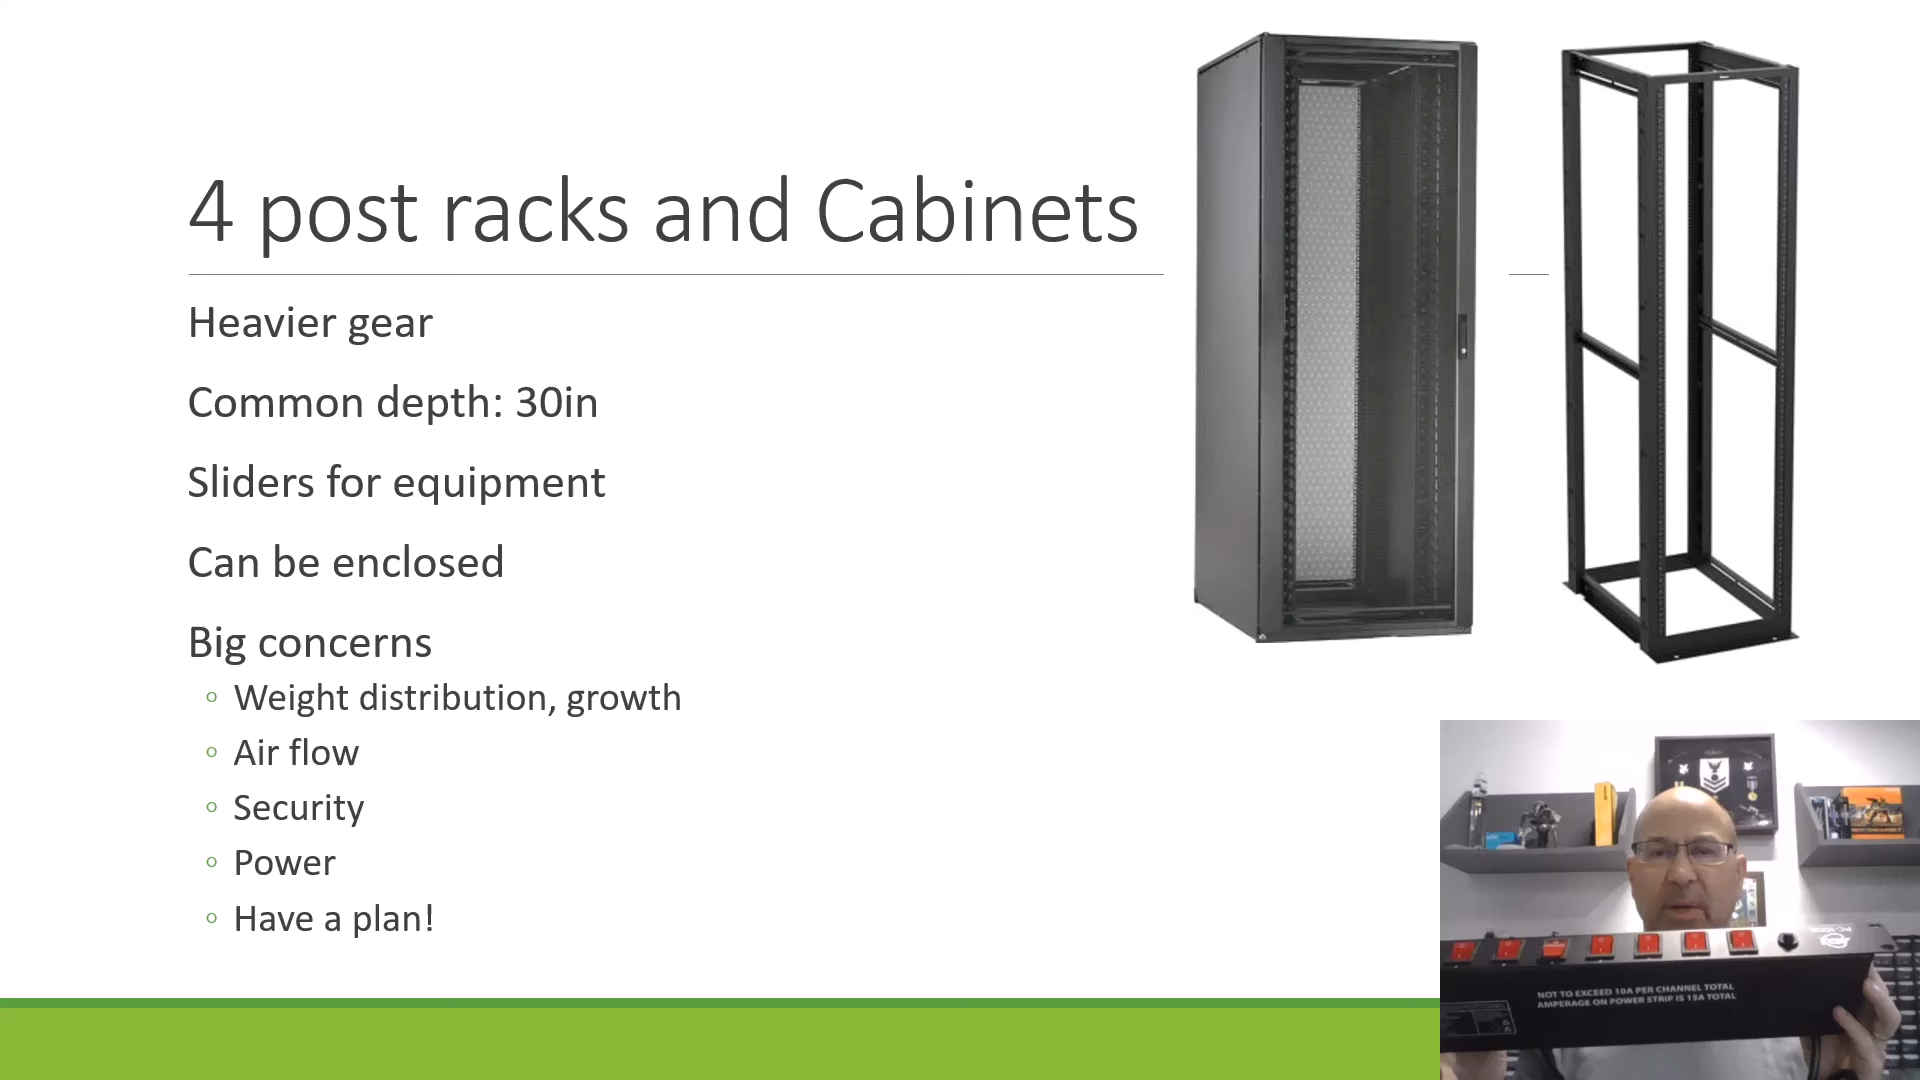 4 post racks and Cabinets
Heavier gear
Common depth: 30in
Sliders for equipment
Can be enclosed
Big concerns
Weight distribution, growth
Air flow
Security
Power
Have a plan!
NOT TO EXCEED 10A PER CHANNEL TOTAL
AMPERAGE ON POWER STRIP IS 15A TOTAL